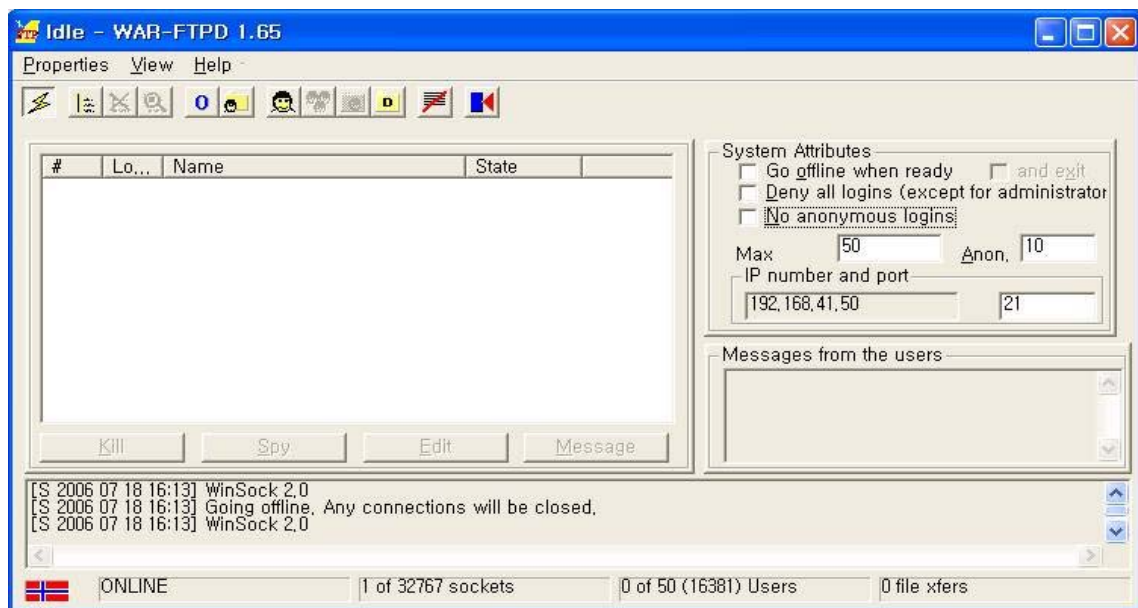 Idle - WAR-FTPD 1.65
Properties View Help
# Lo... Name State
System Attributes
Go offline when ready and exit
Deny all logins (except for administrator
No anonymous logins
Max 50 Anon. 10
IP number and port
192.168.41.50 21
Messages from the users
Kill Spy Edit Message
[S 2006 07 18 16:13] WinSock 2.0
[S 2006 07 18 16:13] Going offline. Any connections will be closed.
[S 2006 07 18 16:13] WinSock 2.0
ONLINE 1 of 32767 sockets 0 of 50 (16381) Users 0 file xfers